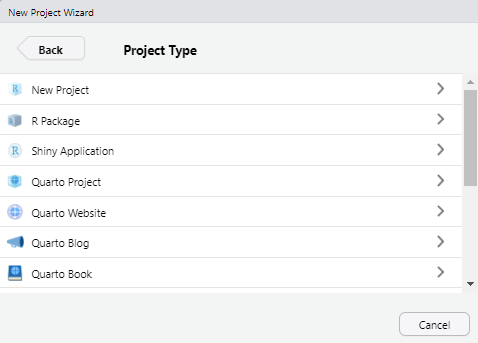 New Project Wizard
Back
Project Type
R New Project
R Package
R Shiny Application
Quarto Project
Quarto Website
Quarto Blog
Quarto Book
Cancel